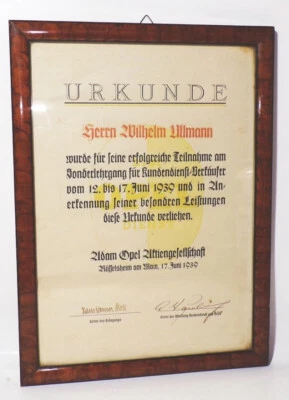 URKUNDE
Herrn Wilhelm Ullmann
wurde für seine erfolgreiche Teilnahme am
Sonderlehrgang für Kundendienst-Verkäufer
vom 12. bis 17. Juni 1939 und in An-
erkennung seiner besonderen Leistungen
diese Urkunde verliehen.
Adam Opel Aktiengesellschaft
Rüsselsheim am Main, 17. Juni 1939